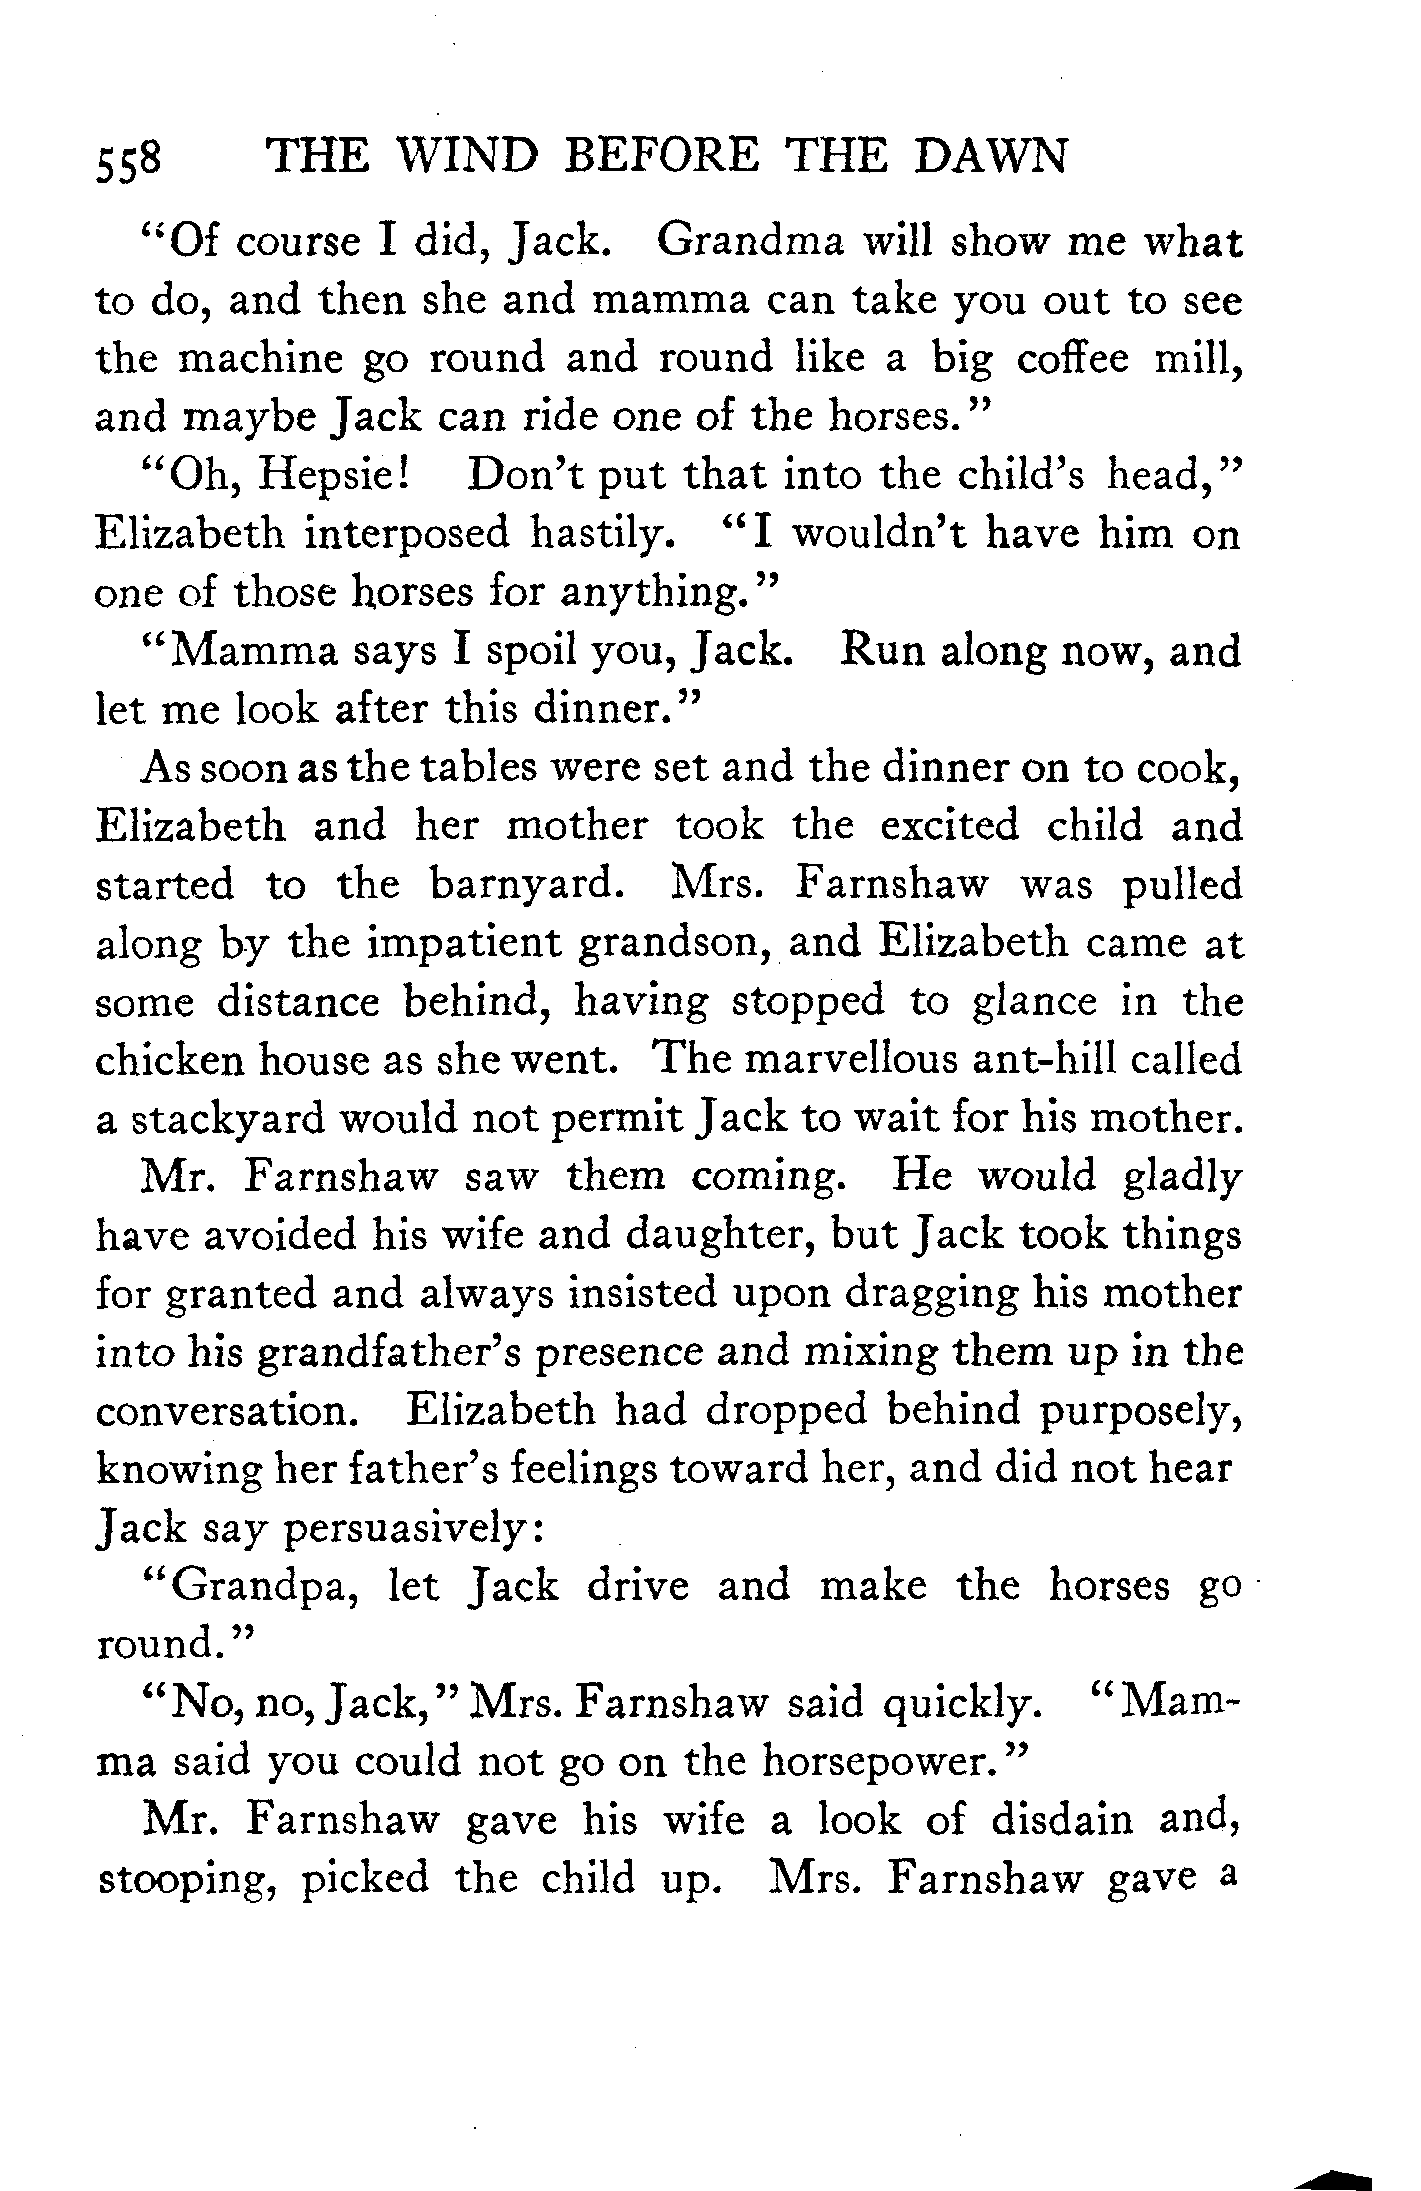 558 THE WIND BEFORE THE DAWN
“Of course I did, Jack. Grandma will show me what
to do, and then she and mamma can take you out to see
the machine go round and round like a big coffee mill,
and maybe Jack can ride one of the horses.”
“Oh, Hepsie! Don’t put that into the child’s head,”
Elizabeth interposed hastily. “I wouldn’t have him on
one of those horses for anything.”
“Mamma says I spoil you, Jack. Run along now, and
let me look after this dinner.”
As soon as the tables were set and the dinner on to cook,
Elizabeth and her mother took the excited child and
started to the barnyard. Mrs. Farnshaw was pulled
along by the impatient grandson, and Elizabeth came at
some distance behind, having stopped to glance in the
chicken house as she went. The marvellous ant-hill called
a stackyard would not permit Jack to wait for his mother.
Mr. Farnshaw saw them coming. He would gladly
have avoided his wife and daughter, but Jack took things
for granted and always insisted upon dragging his mother
into his grandfather’s presence and mixing them up in the
conversation. Elizabeth had dropped behind purposely,
knowing her father’s feelings toward her, and did not hear
Jack say persuasively:
“Grandpa, let Jack drive and make the horses go
round.”
“No, no, Jack,” Mrs. Farnshaw said quickly. “Mam-
ma said you could not go on the horsepower.”
Mr. Farnshaw gave his wife a look of disdain and,
stooping, picked the child up. Mrs. Farnshaw gave a